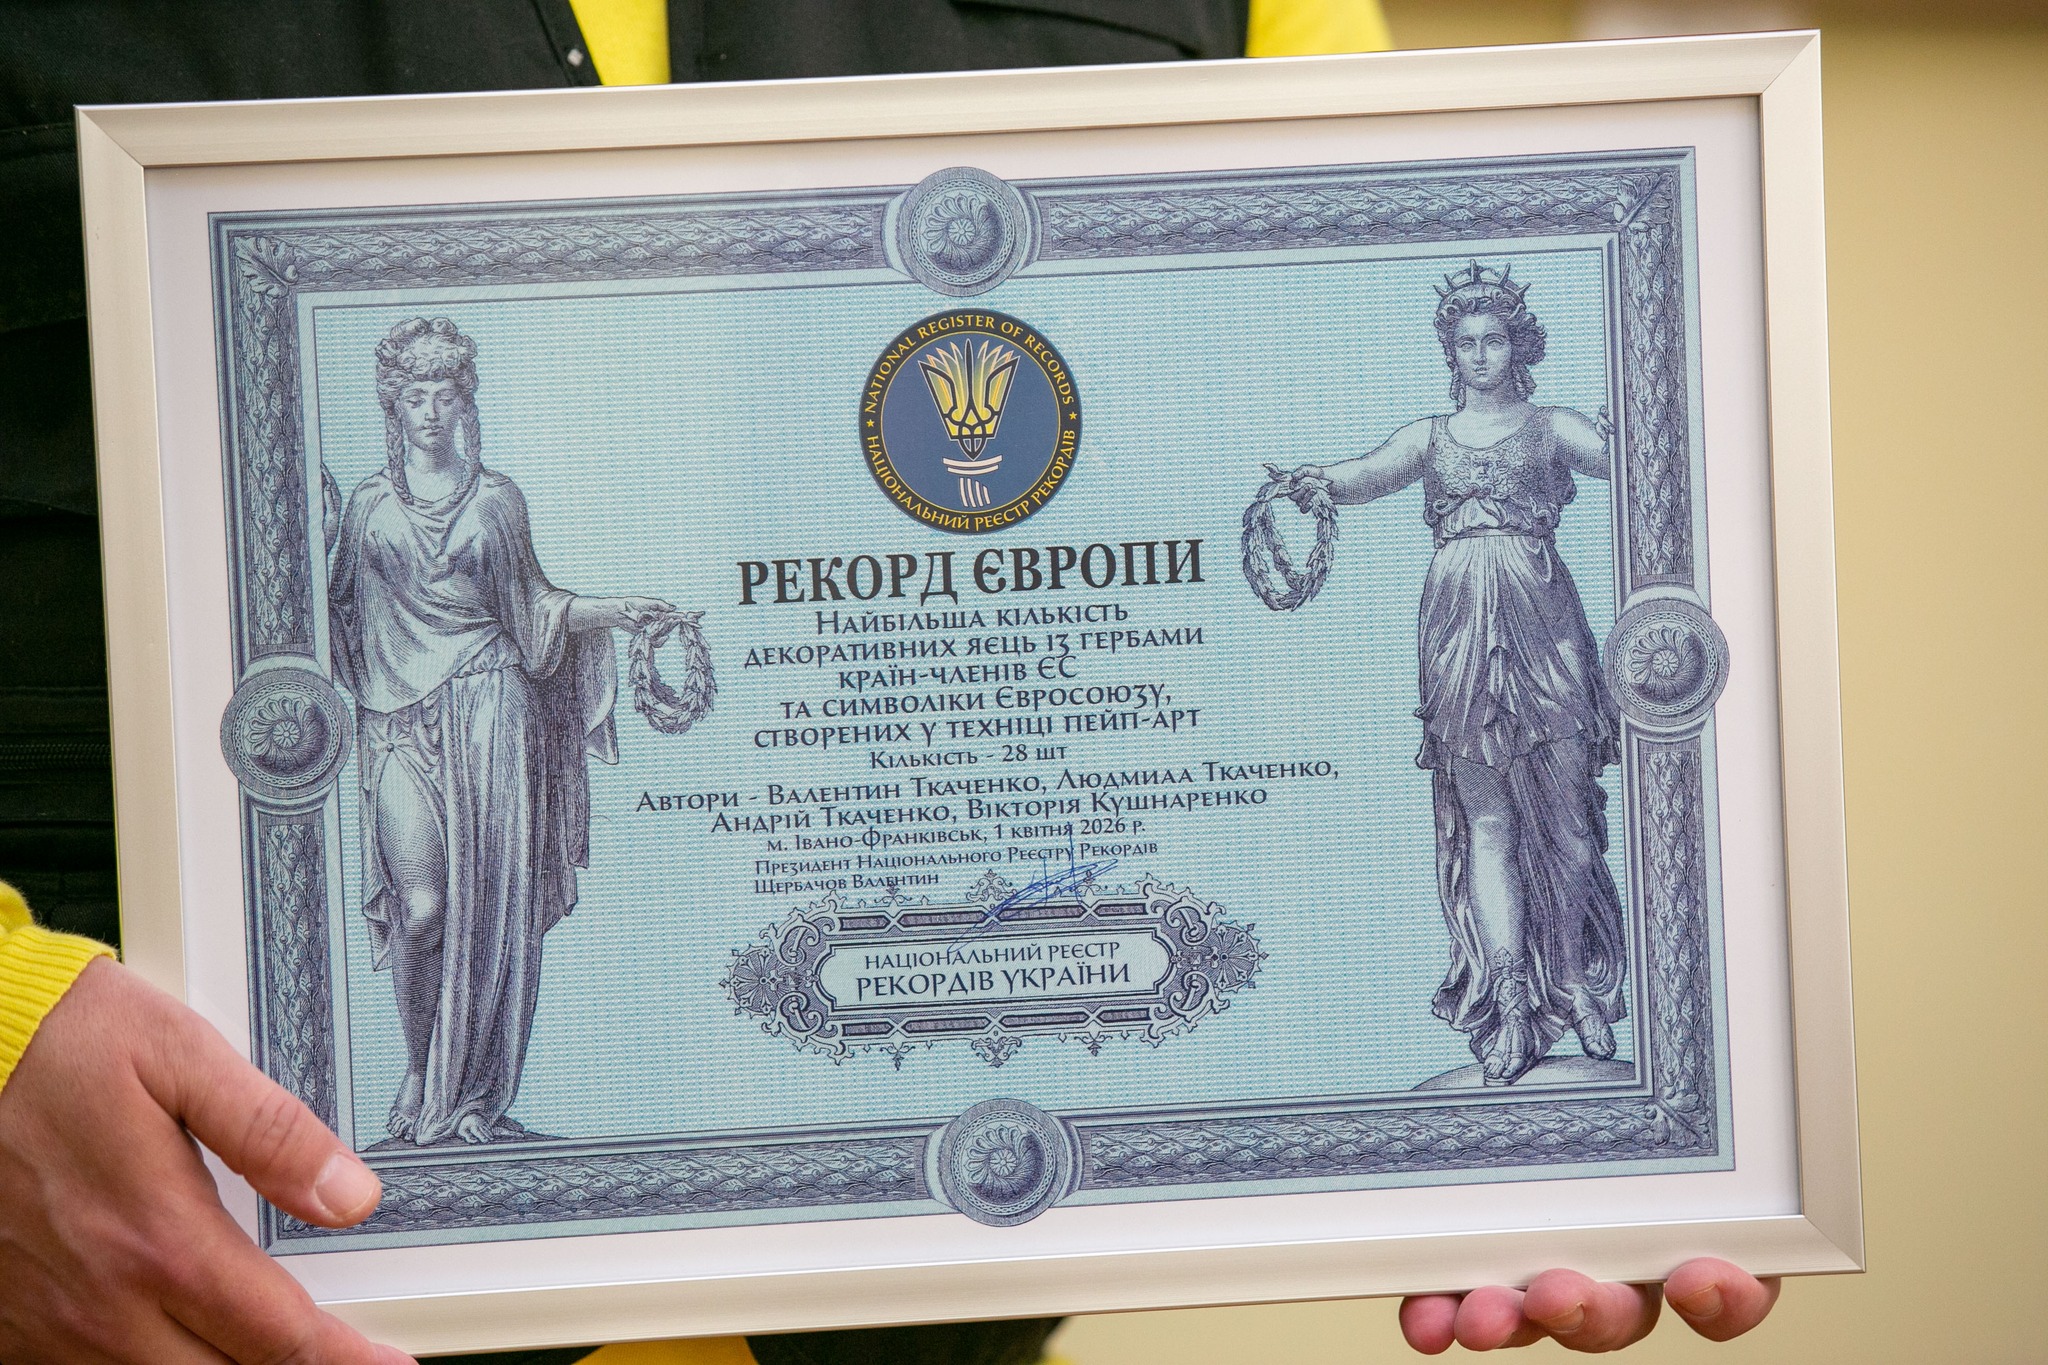 NATIONAL REGISTER OF RECORDS
НАЦІОНАЛЬНИЙ РЕЄСТР РЕКОРДІВ
РЕКОРД ЄВРОПИ
Найбільша кількість
декоративних яєць із гербами
країн-членів ЄС
та символіки Євросоюзу,
створених у техніці пейп-арт
Кількість - 28 шт
Автори - Валентин Ткаченко, Людмила Ткаченко,
Андрій Ткаченко, Вікторія Кушнаренко
м. Івано-Франківськ, 1 квітня 2026 р.
Президент Національного Реєстру Рекордів
Щербачов Валентин
НАЦІОНАЛЬНИЙ РЕЄСТР
РЕКОРДІВ УКРАЇНИ